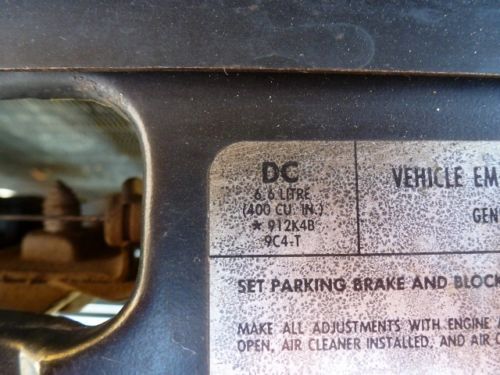 DC
6.6 LITRE
(400 CU. IN.)
★ 912K4B
9C4-T
VEHICLE EM
GEN
SET PARKING BRAKE AND BLOCK
MAKE ALL ADJUSTMENTS WITH ENGINE A
OPEN, AIR CLEANER INSTALLED, AND AIR C